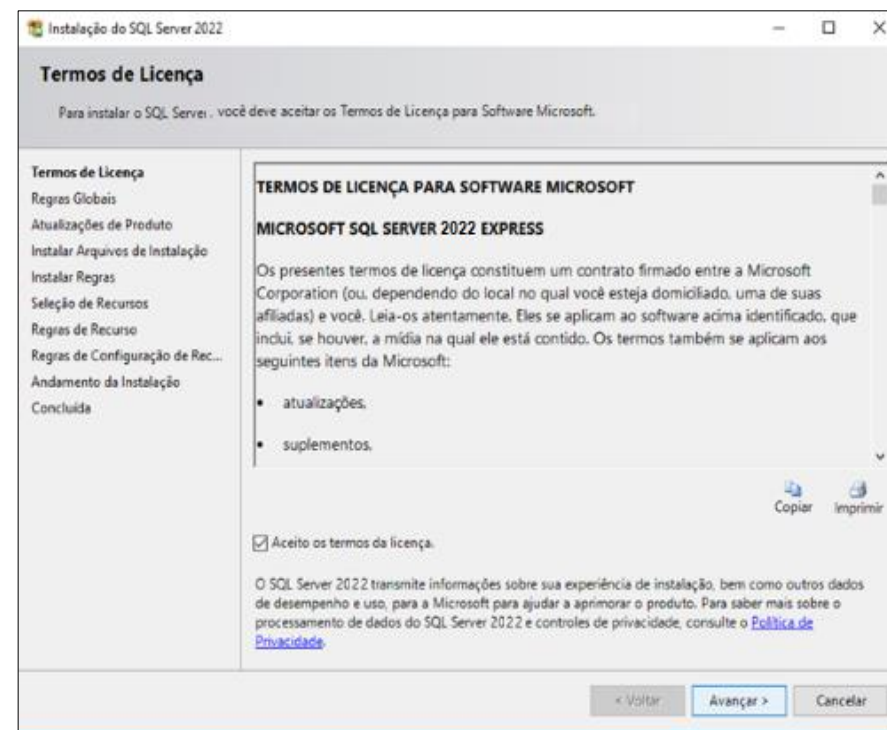 Instalação do SQL Server 2022
Termos de Licença
Para instalar o SQL Server, você deve aceitar os Termos de Licença para Software Microsoft.
Termos de Licença
Regras Globais
Atualizações de Produto
Instalar Arquivos de Instalação
Instalar Regras
Seleção de Recursos
Regras de Recurso
Regras de Configuração de Rec...
Andamento da Instalação
Concluída
TERMOS DE LICENÇA PARA SOFTWARE MICROSOFT
MICROSOFT SQL SERVER 2022 EXPRESS
Os presentes termos de licença constituem um contrato firmado entre a Microsoft
Corporation (ou, dependendo do local no qual você esteja domiciliado, uma de suas
afiliadas) e você. Leia-os atentamente. Eles se aplicam ao software acima identificado, que
inclui, se houver, a mídia na qual ele está contido. Os termos também se aplicam aos
seguintes itens da Microsoft:
• atualizações,
• suplementos,
Copiar Imprimir
Aceito os termos da licença.
O SQL Server 2022 transmite informações sobre sua experiência de instalação, bem como outros dados
de desempenho e uso, para a Microsoft para ajudar a aprimorar o produto. Para saber mais sobre o
processamento de dados do SQL Server 2022 e controles de privacidade, consulte o Política de
Privacidade.
< Voltar Avançar > Cancelar